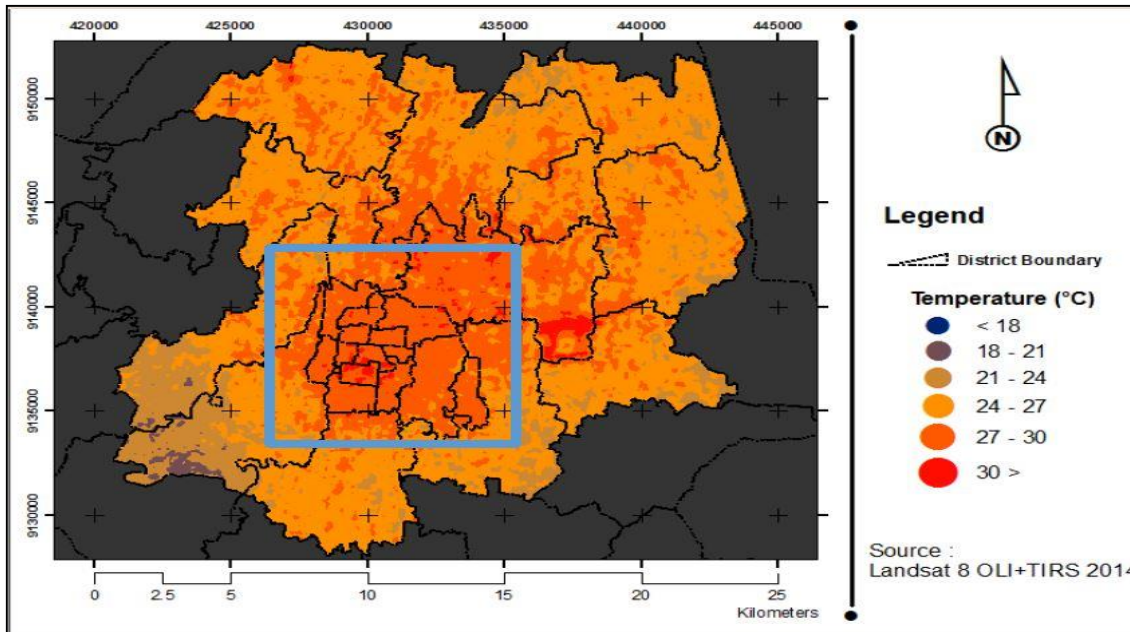 420000 425000 430000 435000 440000 445000
9150000
9145000
9140000
9135000
9130000
0 2.5 5 10 15 20 25
Kilometers
N
Legend
District Boundary
Temperature (°C)
< 18
18 - 21
21 - 24
24 - 27
27 - 30
30 >
Source :
Landsat 8 OLI+TIRS 2014